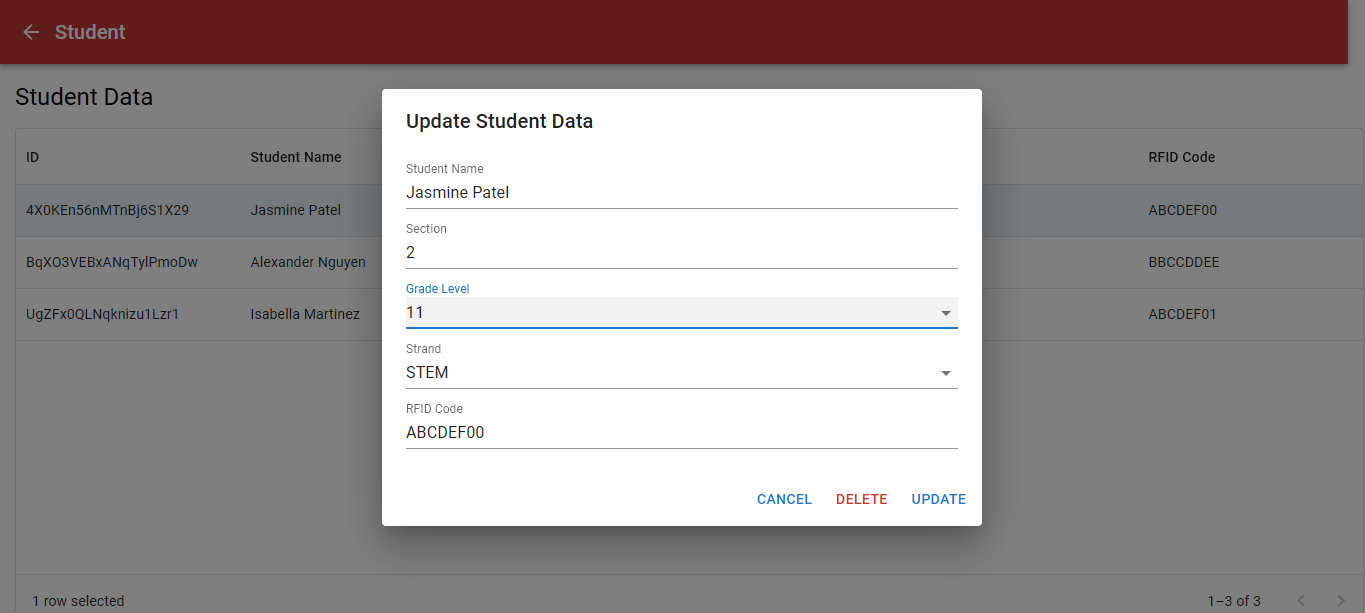 Student
Student Data
Update Student Data
ID
Student Name
RFID Code
4X0KEn56nMTnBj6S1X29
Jasmine Patel
ABCDEF00
BqXO3VEBxANqTylPmoDw
Alexander Nguyen
BBCCDDEE
UgZFx0QLNqknizu1Lzr1
Isabella Martinez
ABCDEF01
Student Name
Jasmine Patel
Section
2
Grade Level
11
Strand
STEM
RFID Code
ABCDEF00
CANCEL DELETE UPDATE
1 row selected
1–3 of 3